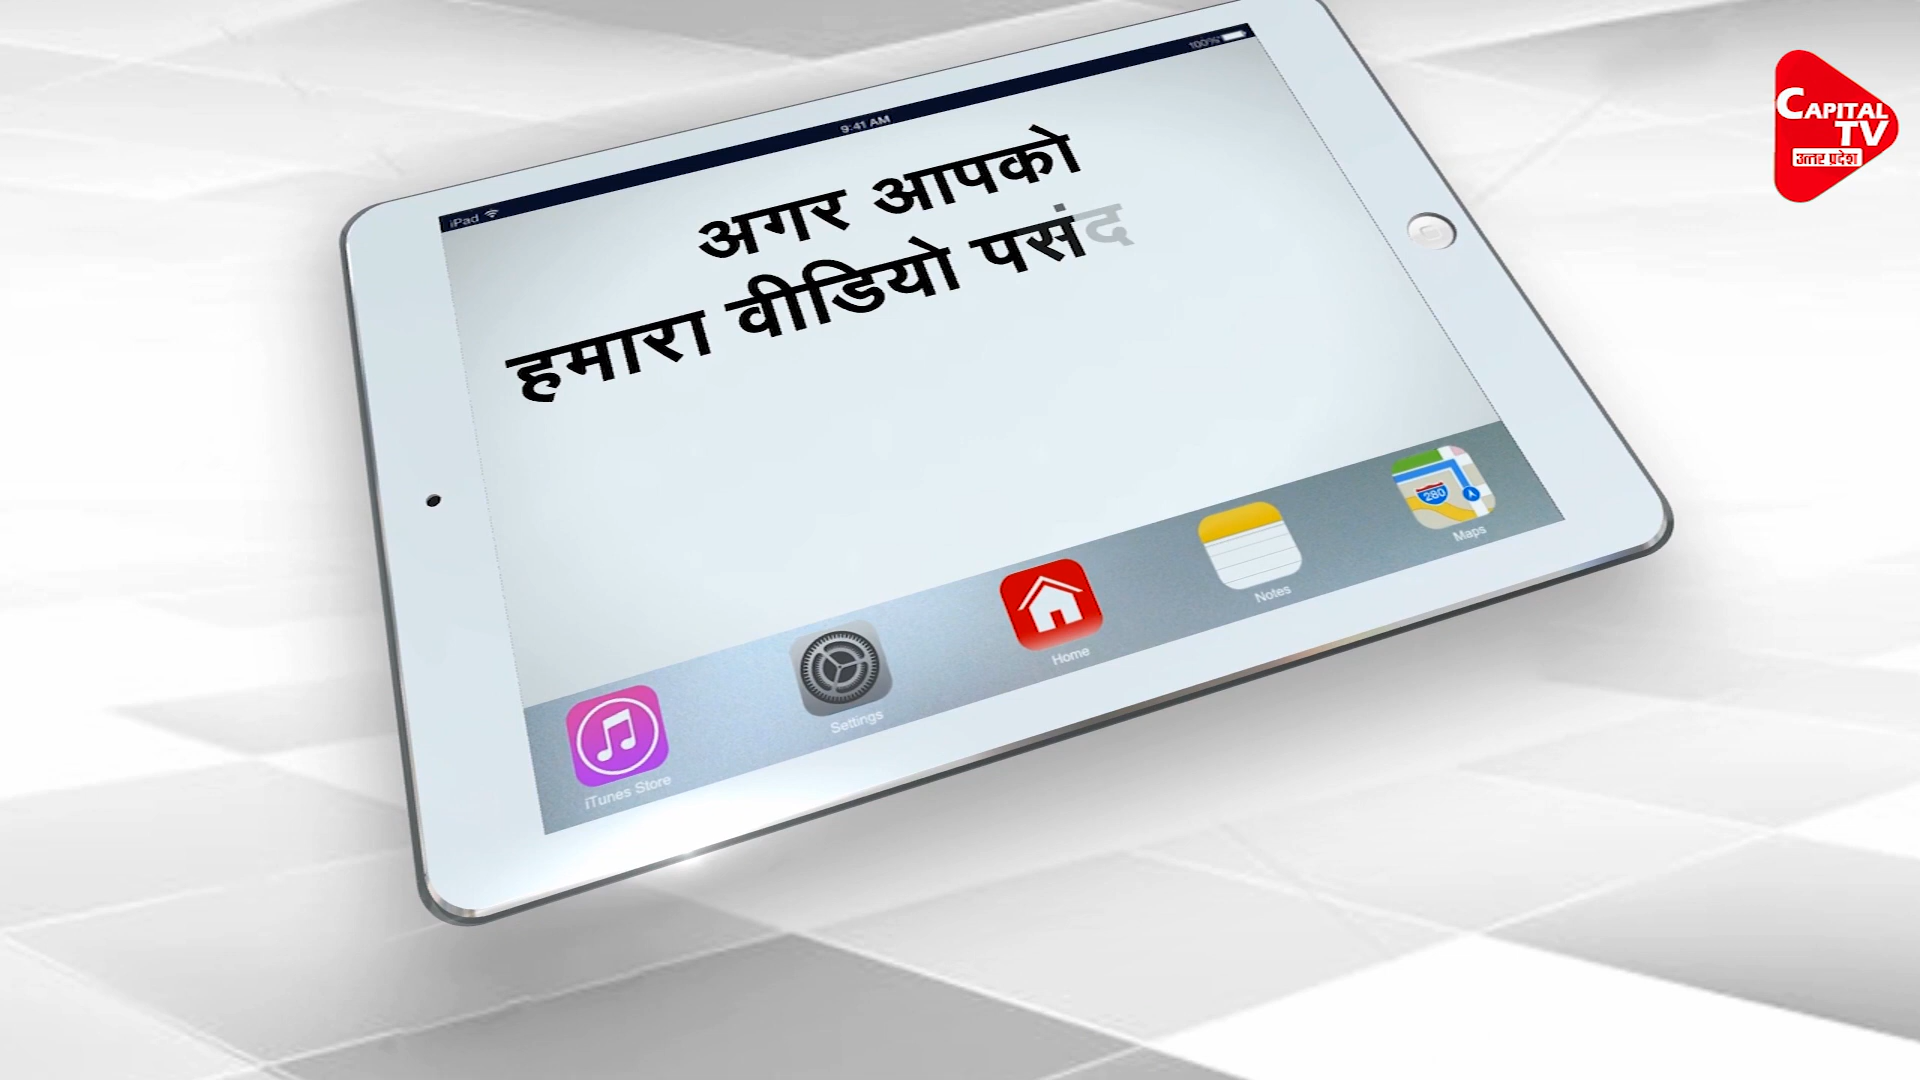 iPad
9:41 AM
100%
अगर आपको
हमारा वीडियो पसंद
iTunes Store
Settings
Home
Notes
Maps
280
CAPITAL
TV
उत्तर प्रदेश